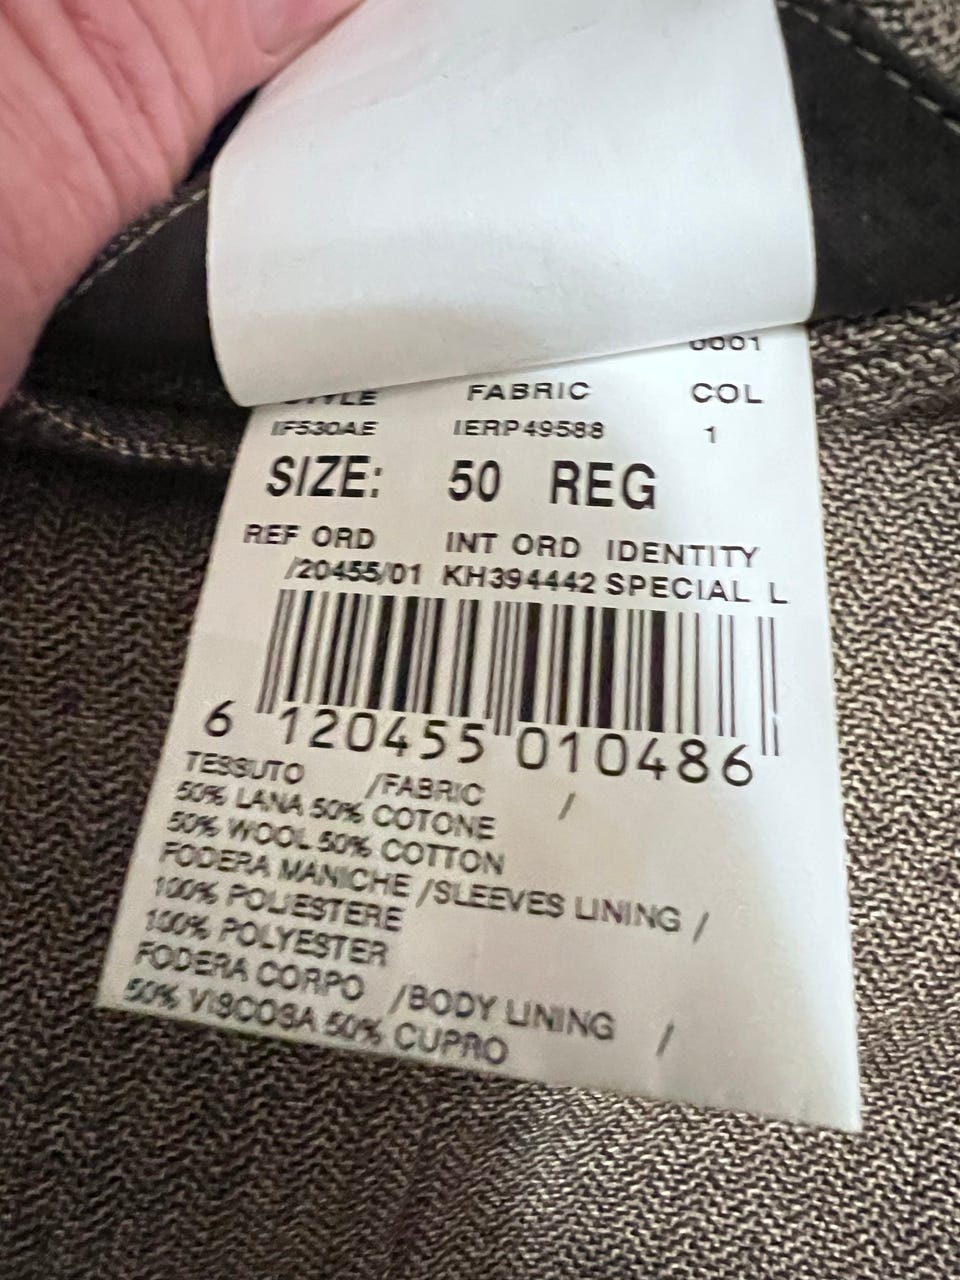 0001
STYLE FABRIC COL
IF530AE IERP49588 1
SIZE: 50 REG
REF ORD INT ORD IDENTITY
/20455/01 KH394442 SPECIAL L
6 120455 010486
TESSUTO /FABRIC /
50% LANA 50% COTONE
50% WOOL 50% COTTON
FODERA MANICHE /SLEEVES LINING /
100% POLIESTERE
100% POLYESTER
FODERA CORPO /BODY LINING /
50% VISCOSA 50% CUPRO